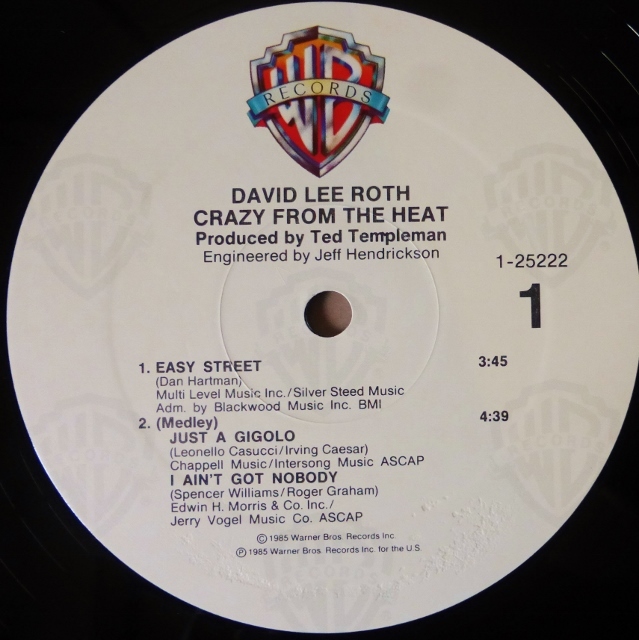 WB
RECORDS
DAVID LEE ROTH
CRAZY FROM THE HEAT
Produced by Ted Templeman
Engineered by Jeff Hendrickson
1-25222
1
1. EASY STREET 3:45
(Dan Hartman)
Multi Level Music Inc./Silver Steed Music
Adm. by Blackwood Music Inc. BMI
2. (Medley) 4:39
JUST A GIGOLO
(Leonello Casucci/Irving Caesar)
Chappell Music/Intersong Music ASCAP
I AIN'T GOT NOBODY
(Spencer Williams/Roger Graham)
Edwin H. Morris & Co. Inc./
Jerry Vogel Music Co. ASCAP
© 1985 Warner Bros. Records Inc.
℗ 1985 Warner Bros. Records Inc. for the U.S.